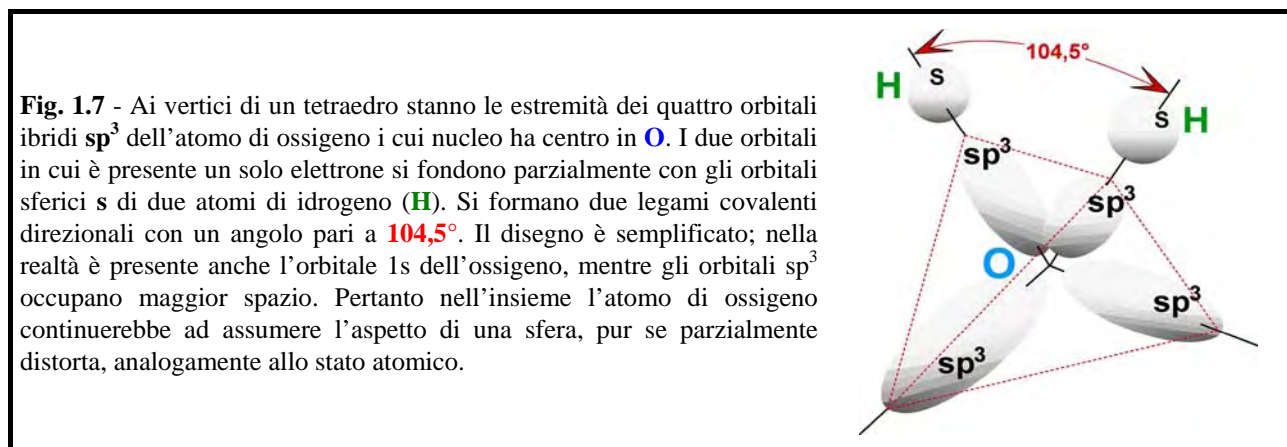 Fig. 1.7 - Ai vertici di un tetraedro stanno le estremità dei quattro orbitali
ibridi sp³ dell’atomo di ossigeno i cui nucleo ha centro in O. I due orbitali
in cui è presente un solo elettrone si fondono parzialmente con gli orbitali
sferici s di due atomi di idrogeno (H). Si formano due legami covalenti
direzionali con un angolo pari a 104,5°. Il disegno è semplificato; nella
realtà è presente anche l’orbitale 1s dell’ossigeno, mentre gli orbitali sp³
occupano maggior spazio. Pertanto nell’insieme l’atomo di ossigeno
continuerebbe ad assumere l’aspetto di una sfera, pur se parzialmente
distorta, analogamente allo stato atomico.
104,5°
H
S
S
H
sp³
sp³
O
sp³
sp³